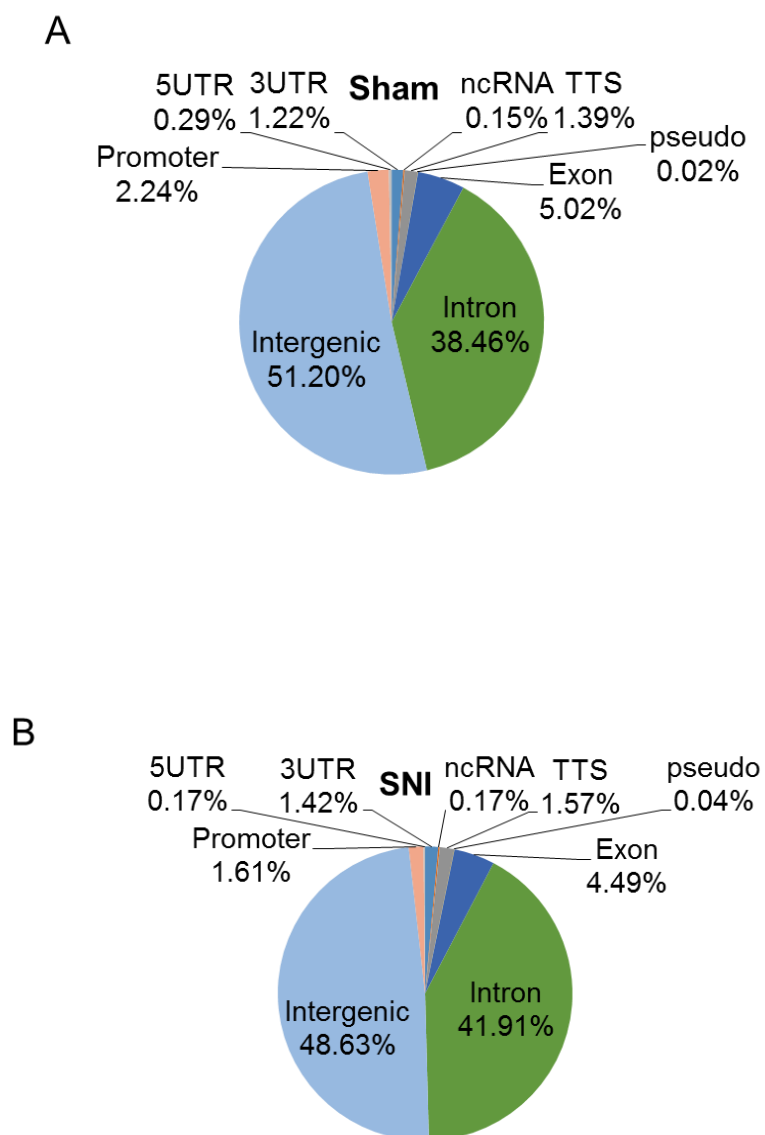 A
5UTR 3UTR Sham ncRNA TTS
0.29% 1.22% 0.15% 1.39%
pseudo
0.02%
Promoter
2.24%
Exon
5.02%
Intron
38.46%
Intergenic
51.20%
B
5UTR 3UTR SNI ncRNA TTS pseudo
0.17% 1.42% 0.17% 1.57% 0.04%
Promoter
1.61%
Exon
4.49%
Intron
41.91%
Intergenic
48.63%